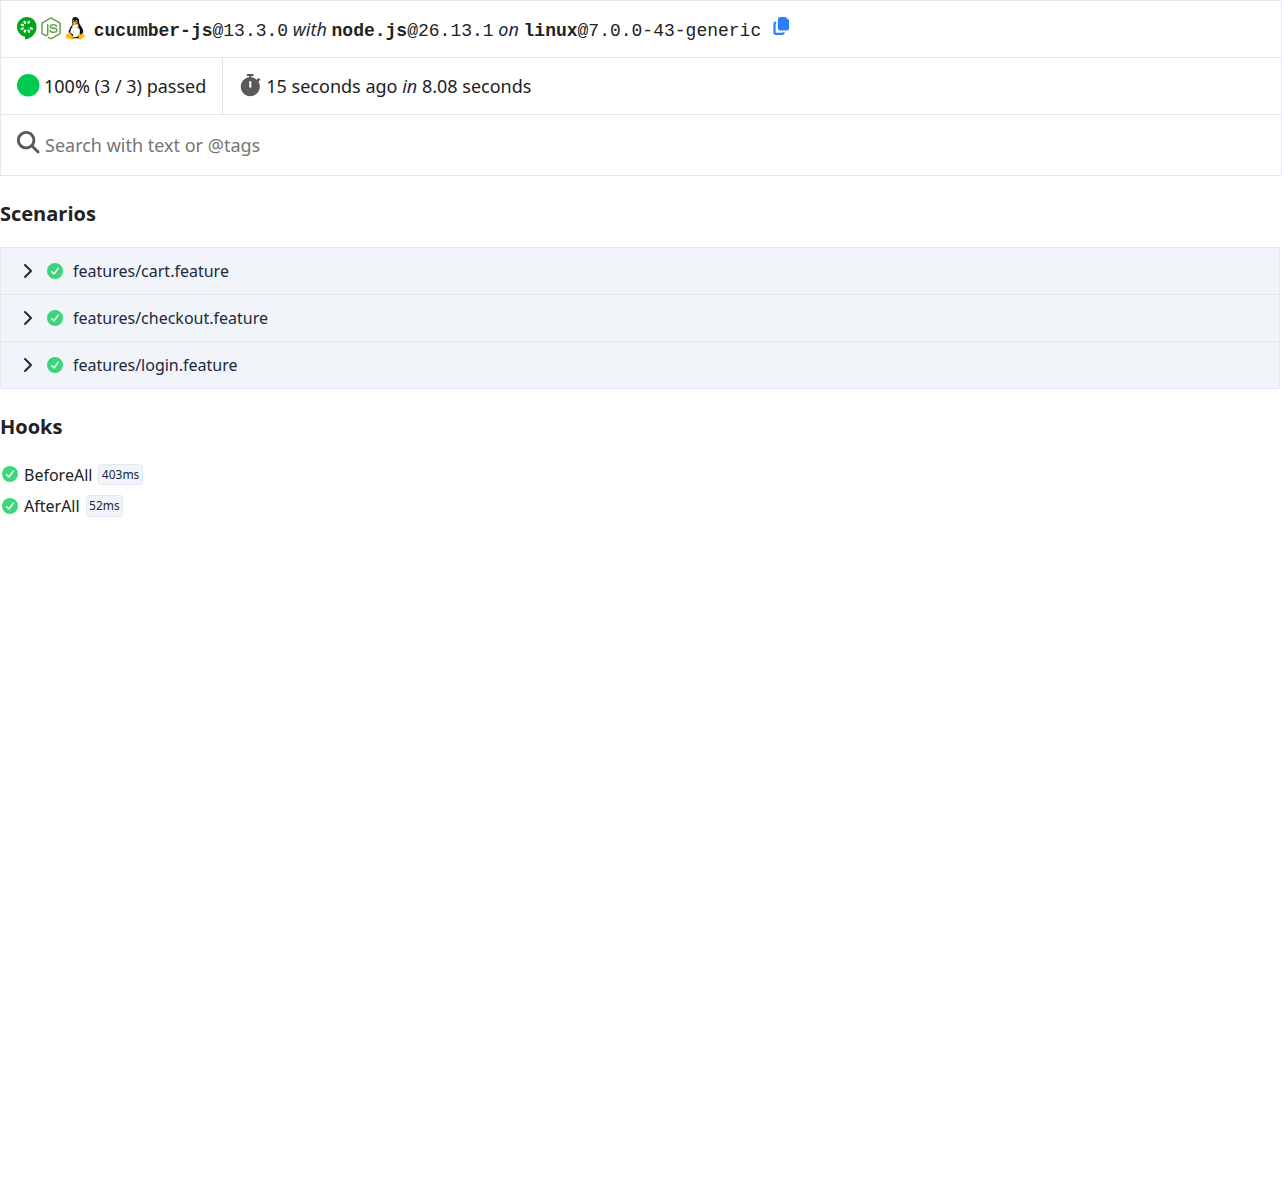 cucumber-js@13.3.0 with node.js@26.13.1 on linux@7.0.0-43-generic
100% (3 / 3) passed 15 seconds ago in 8.08 seconds
Search with text or @tags
Scenarios
features/cart.feature
features/checkout.feature
features/login.feature
Hooks
BeforeAll 403ms
AfterAll 52ms